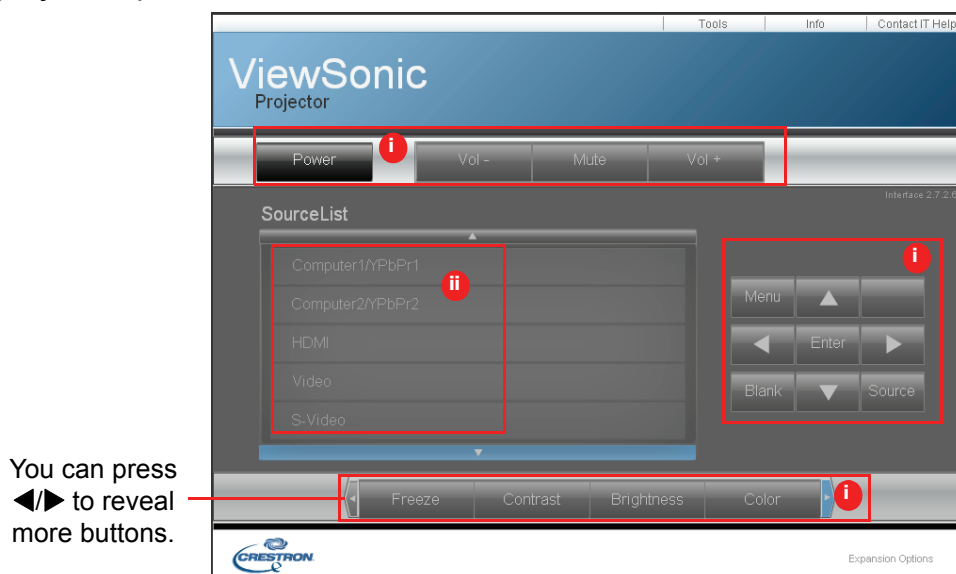 Tools Info Contact IT Help
ViewSonic
Projector
Power i Vol - Mute Vol +
Interface 2.7.2.6
SourceList
Computer1/YPbPr1
ii
Computer2/YPbPr2
HDMI
Video
S-Video
i
Menu
Enter
Blank Source
You can press
◀/▶ to reveal
more buttons.
Freeze Contrast Brightness Color i
CRESTRON
Expansion Options